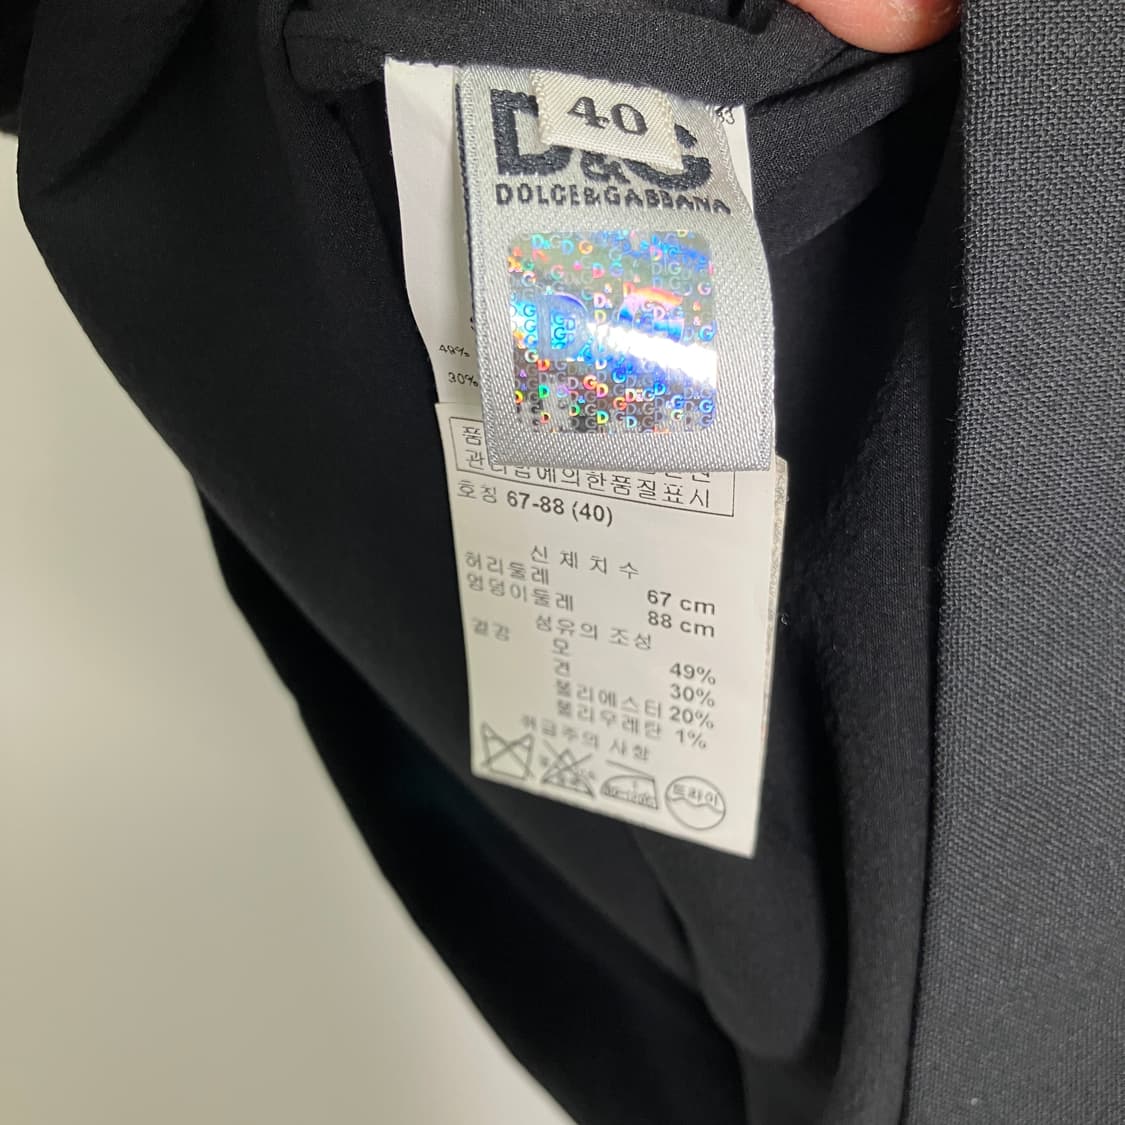 40
D&G
DOLCE&GABBANA
49%
30%
품
관리법에의한품질표시
호칭 67-88 (40)
신 체 치 수
허리둘레 67 cm
엉덩이둘레 88 cm
섬유의 조성
겉감
모 49%
견 30%
폴리에스터 20%
폴리우레탄 1%
취급주의 사항
드라이